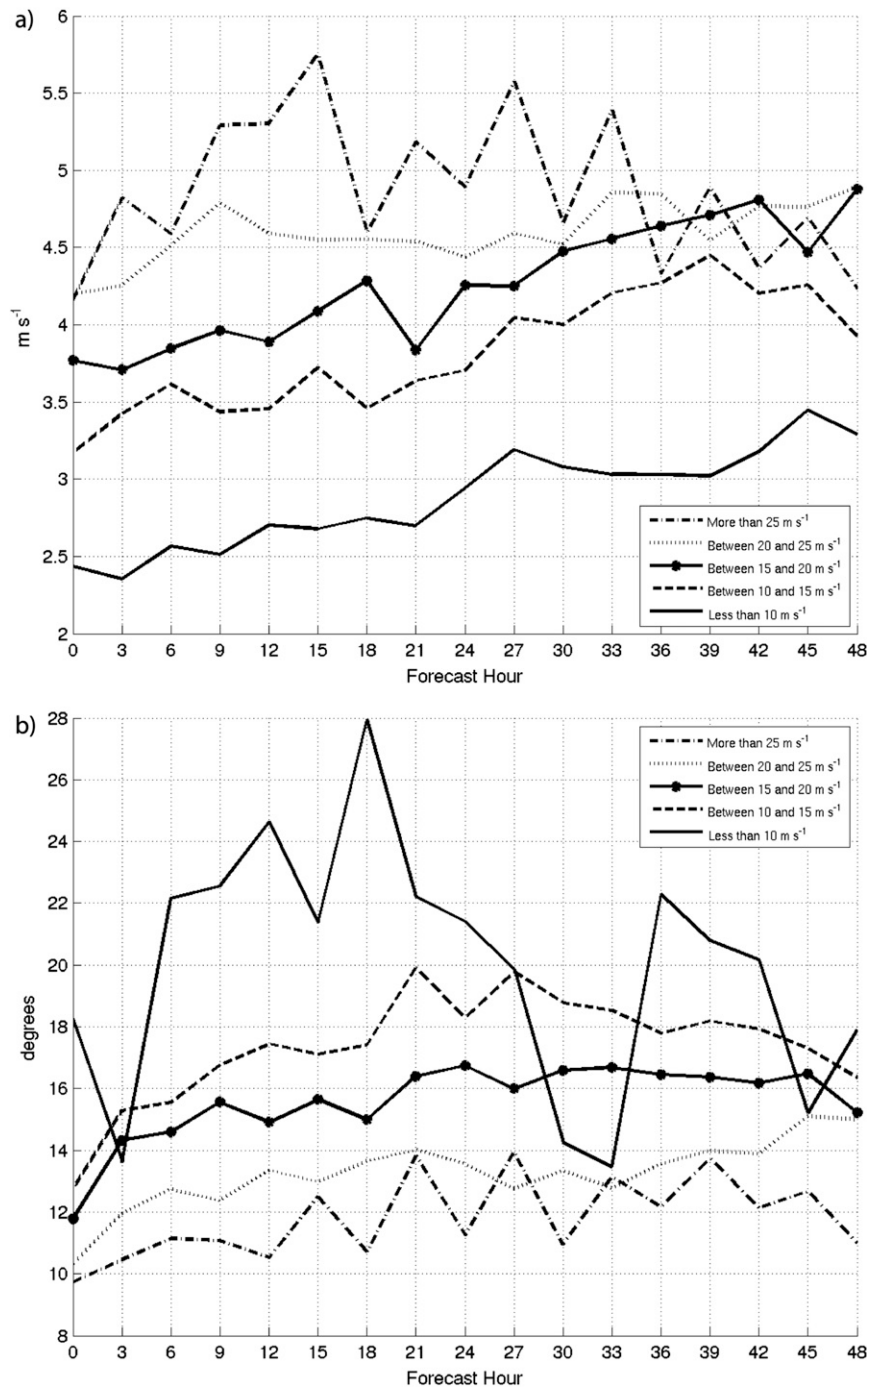 a)
6
5.5
5
4.5
4
3.5
3
2.5
2
m s⁻¹
More than 25 m s⁻¹
Between 20 and 25 m s⁻¹
Between 15 and 20 m s⁻¹
Between 10 and 15 m s⁻¹
Less than 10 m s⁻¹
0 3 6 9 12 15 18 21 24 27 30 33 36 39 42 45 48
Forecast Hour
b)
28
26
24
22
20
18
16
14
12
10
8
degrees
More than 25 m s⁻¹
Between 20 and 25 m s⁻¹
Between 15 and 20 m s⁻¹
Between 10 and 15 m s⁻¹
Less than 10 m s⁻¹
0 3 6 9 12 15 18 21 24 27 30 33 36 39 42 45 48
Forecast Hour